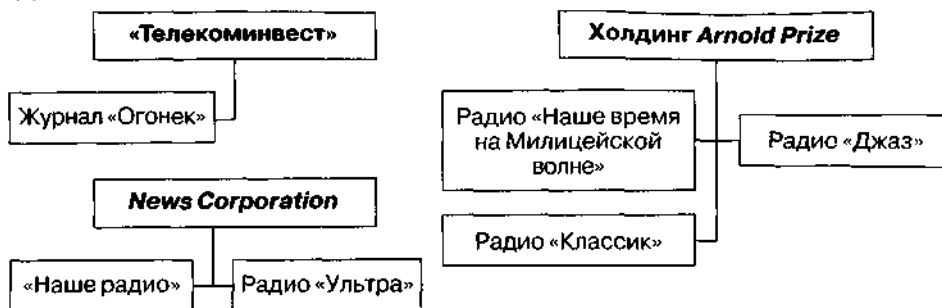 «Телекоминвест»
Журнал «Огонек»
News Corporation
«Наше радио»
Радио «Ультра»
Холдинг Arnold Prize
Радио «Наше время
на Милицейской
волне»
Радио «Джаз»
Радио «Классик»